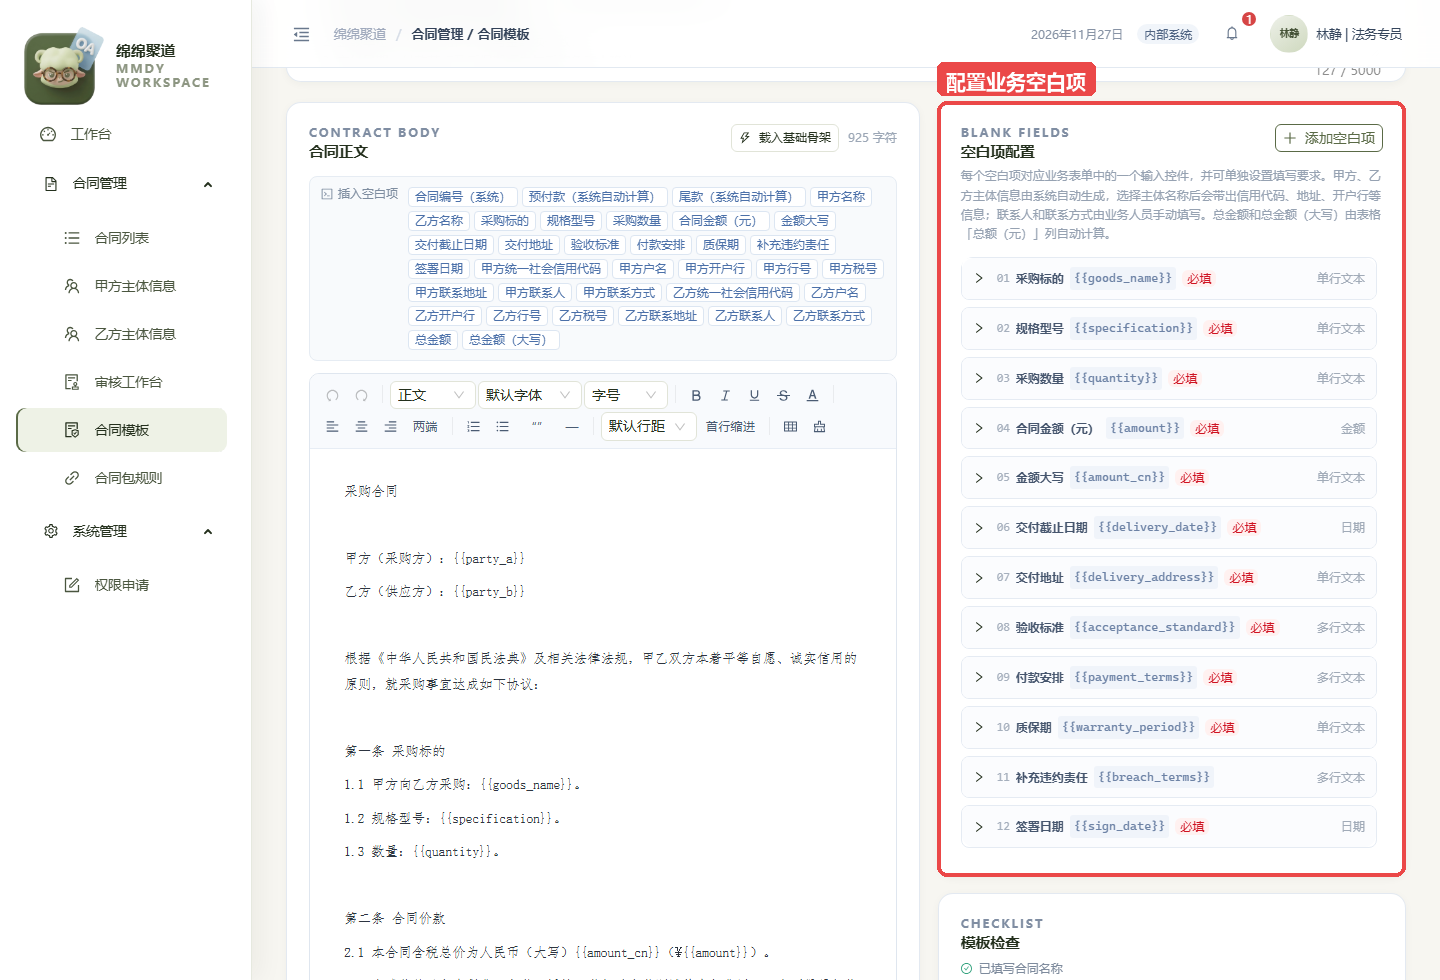 绵绵聚道
MMDY
WORKSPACE
工作台
合同管理
合同列表
甲方主体信息
乙方主体信息
审核工作台
合同模板
合同包规则
系统管理
权限申请
绵绵聚道 / 合同管理 / 合同模板
2026年11月27日 内部系统 1 林静 林静 | 法务专员
127 / 5000
CONTRACT BODY
合同正文
载入基础骨架 925 字符
插入空白项 合同编号（系统） 预付款（系统自动计算） 尾款（系统自动计算） 甲方名称
乙方名称 采购标的 规格型号 采购数量 合同金额（元） 金额大写
交付截止日期 交付地址 验收标准 付款安排 质保期 补充违约责任
签署日期 甲方统一社会信用代码 甲方户名 甲方开户行 甲方行号 甲方税号
甲方联系地址 甲方联系人 甲方联系方式 乙方统一社会信用代码 乙方户名
乙方开户行 乙方行号 乙方税号 乙方联系地址 乙方联系人 乙方联系方式
总金额 总金额（大写）
正文 默认字体 字号 B I U S A
两端 “” — 默认行距 首行缩进
采购合同
甲方（采购方）：{{party_a}}
乙方（供应方）：{{party_b}}
根据《中华人民共和国民法典》及相关法律法规，甲乙双方本着平等自愿、诚实信用的
原则，就采购事宜达成如下协议：
第一条 采购标的
1.1 甲方向乙方采购：{{goods_name}}。
1.2 规格型号：{{specification}}。
1.3 数量：{{quantity}}。
第二条 合同价款
2.1 本合同含税总价为人民币（大写）{{amount_cn}}（¥{{amount}}）。
配置业务空白项
BLANK FIELDS
空白项配置
添加空白项
每个空白项对应业务表单中的一个输入控件，并可单独设置填写要求。甲方、乙
方主体信息由系统自动生成，选择主体名称后会带出信用代码、地址、开户行等
信息；联系人和联系方式由业务人员手动填写。总金额和总金额（大写）由表格
「总额（元）」列自动计算。
01 采购标的 {{goods_name}} 必填 单行文本
02 规格型号 {{specification}} 必填 单行文本
03 采购数量 {{quantity}} 必填 单行文本
04 合同金额（元） {{amount}} 必填 金额
05 金额大写 {{amount_cn}} 必填 单行文本
06 交付截止日期 {{delivery_date}} 必填 日期
07 交付地址 {{delivery_address}} 必填 单行文本
08 验收标准 {{acceptance_standard}} 必填 多行文本
09 付款安排 {{payment_terms}} 必填 多行文本
10 质保期 {{warranty_period}} 必填 单行文本
11 补充违约责任 {{breach_terms}} 多行文本
12 签署日期 {{sign_date}} 必填 日期
CHECKLIST
模板检查
已填写合同名称